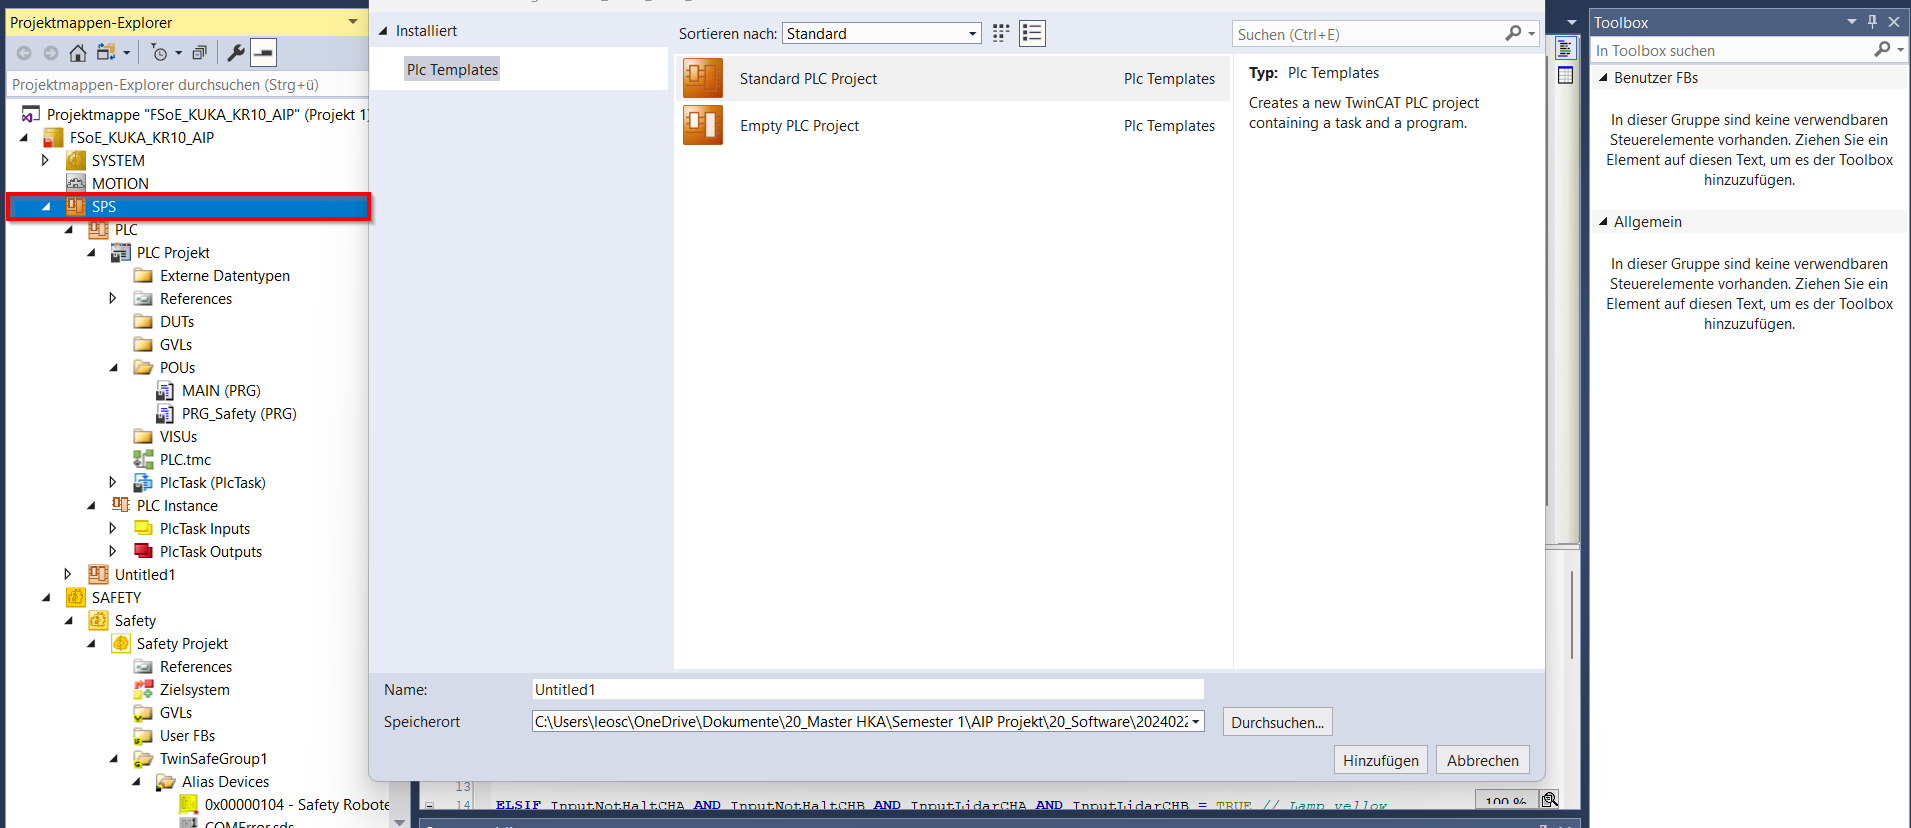 Projektmappen-Explorer
Projektmappen-Explorer durchsuchen (Strg+ü)
Projektmappe "FSoE_KUKA_KR10_AIP" (Projekt 1)
FSoE_KUKA_KR10_AIP
SYSTEM
MOTION
SPS
PLC
PLC Projekt
Externe Datentypen
References
DUTs
GVLs
POUs
MAIN (PRG)
PRG_Safety (PRG)
VISUs
PLC.tmc
PlcTask (PlcTask)
PLC Instance
PlcTask Inputs
PlcTask Outputs
Untitled1
SAFETY
Safety
Safety Projekt
References
Zielsystem
GVLs
User FBs
TwinSafeGroup1
Alias Devices
0x00000104 - Safety Robote
COMError.sds
Installiert
Plc Templates
Sortieren nach: Standard
Suchen (Ctrl+E)
Standard PLC Project Plc Templates
Empty PLC Project Plc Templates
Typ: Plc Templates
Creates a new TwinCAT PLC project
containing a task and a program.
Name: Untitled1
Speicherort C:\Users\leosc\OneDrive\Dokumente\20_Master HKA\Semester 1\AIP Projekt\20_Software\202402 Durchsuchen...
Hinzufügen Abbrechen
13
14 ELSIF InputNotHaltCHA AND InputNotHaltCHB AND InputLidarCHA AND InputLidarCHB = TRUE // Lamp yellow
100 %
Toolbox
In Toolbox suchen
Benutzer FBs
In dieser Gruppe sind keine verwendbaren
Steuerelemente vorhanden. Ziehen Sie ein
Element auf diesen Text, um es der Toolbox
hinzuzufügen.
Allgemein
In dieser Gruppe sind keine verwendbaren
Steuerelemente vorhanden. Ziehen Sie ein
Element auf diesen Text, um es der Toolbox
hinzuzufügen.